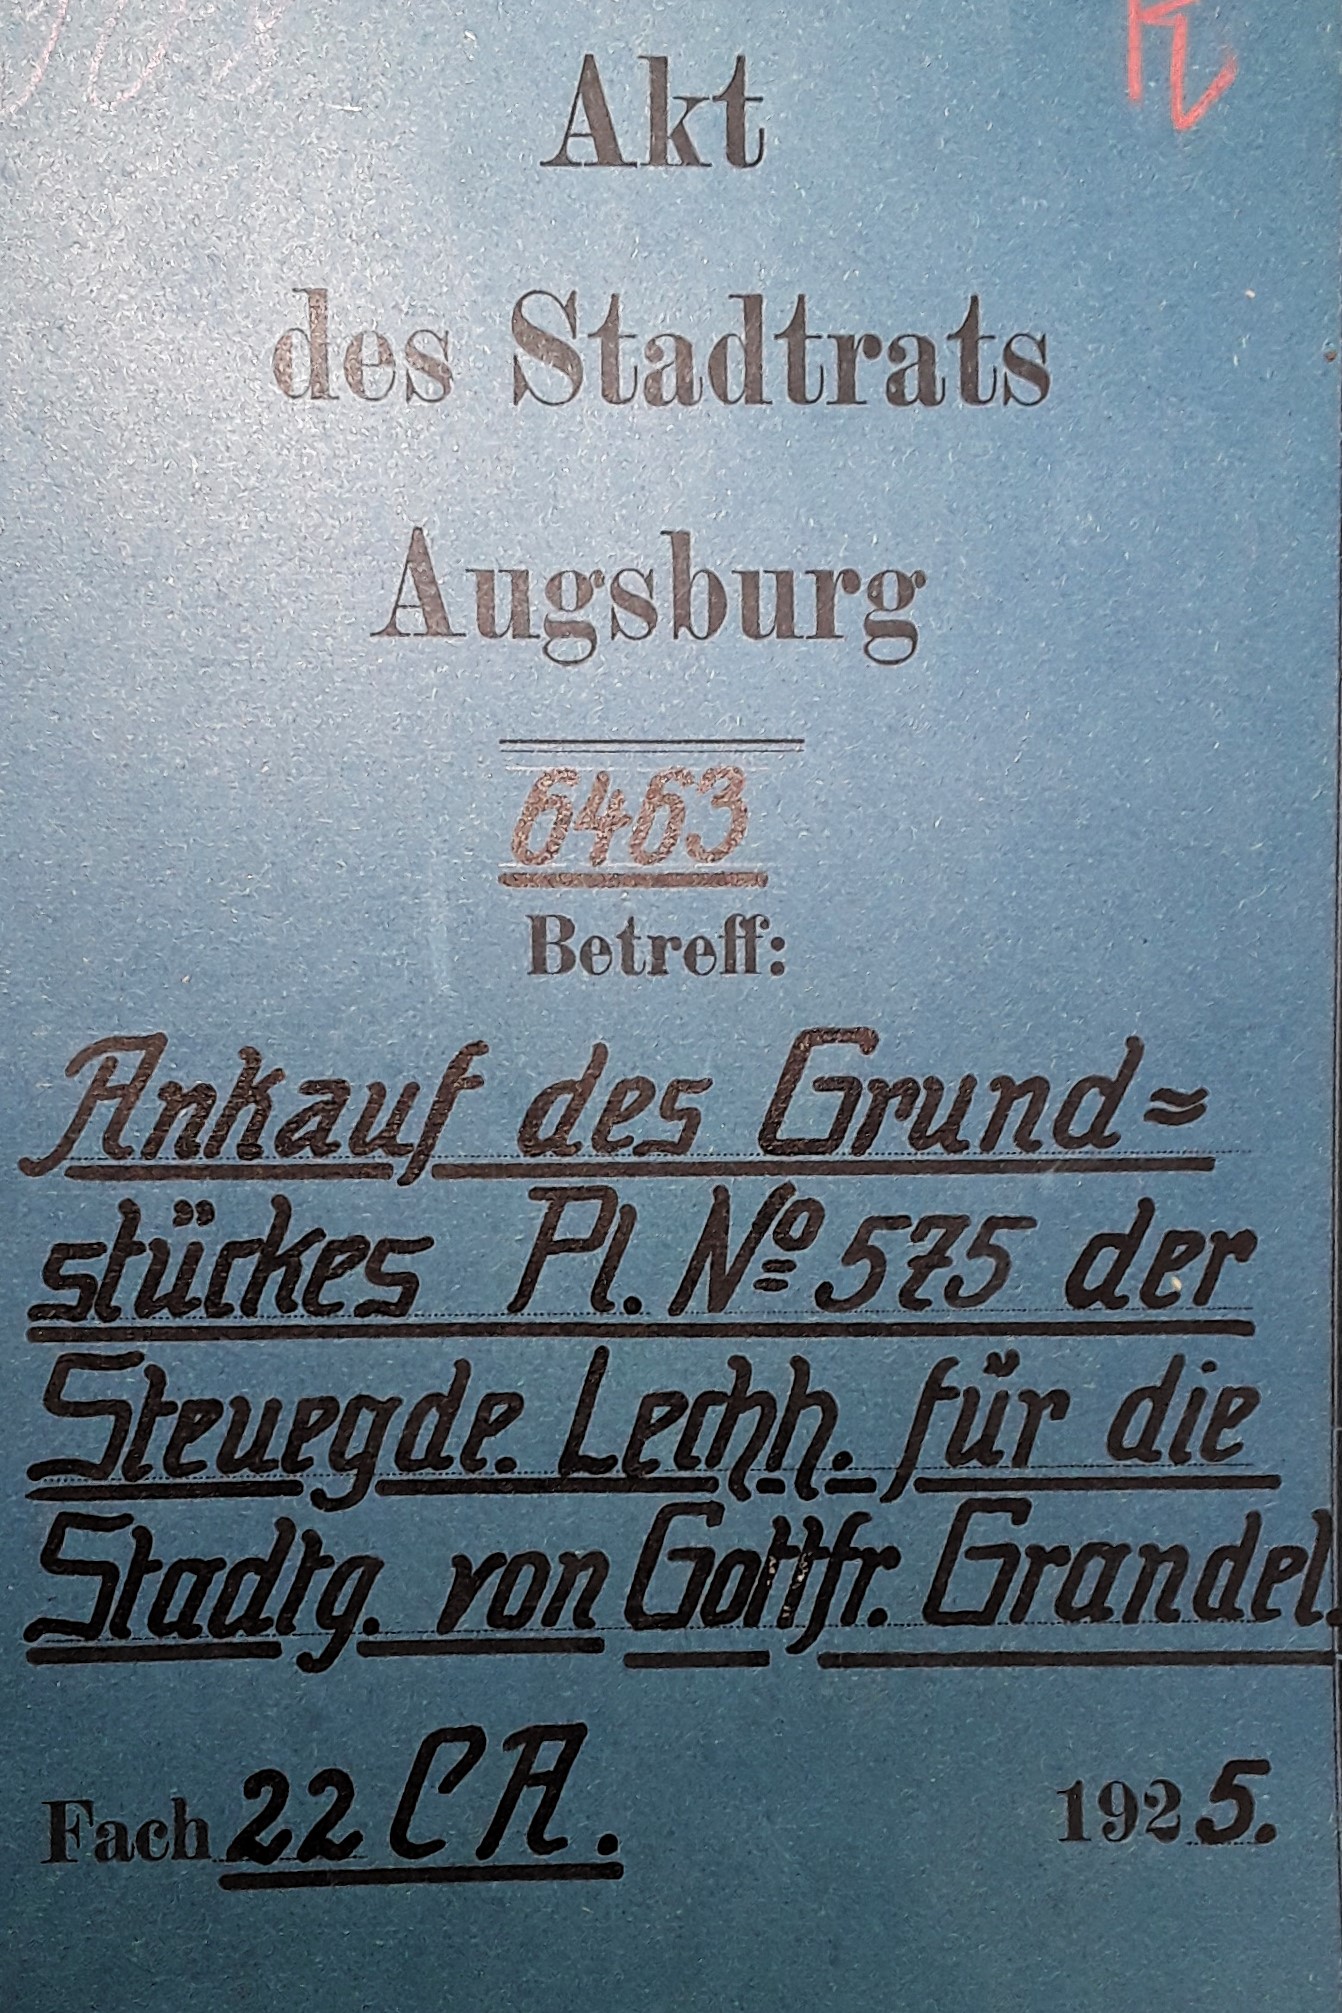 Akt
des Stadtrats
Augsburg
6463
Betreff:
Ankauf des Grund=
stückes Pl. Nº 575 der
Steuegde. Lechh. für die
Stadtg. von Gottfr. Grandel.
Fach 22 CA. 1925.